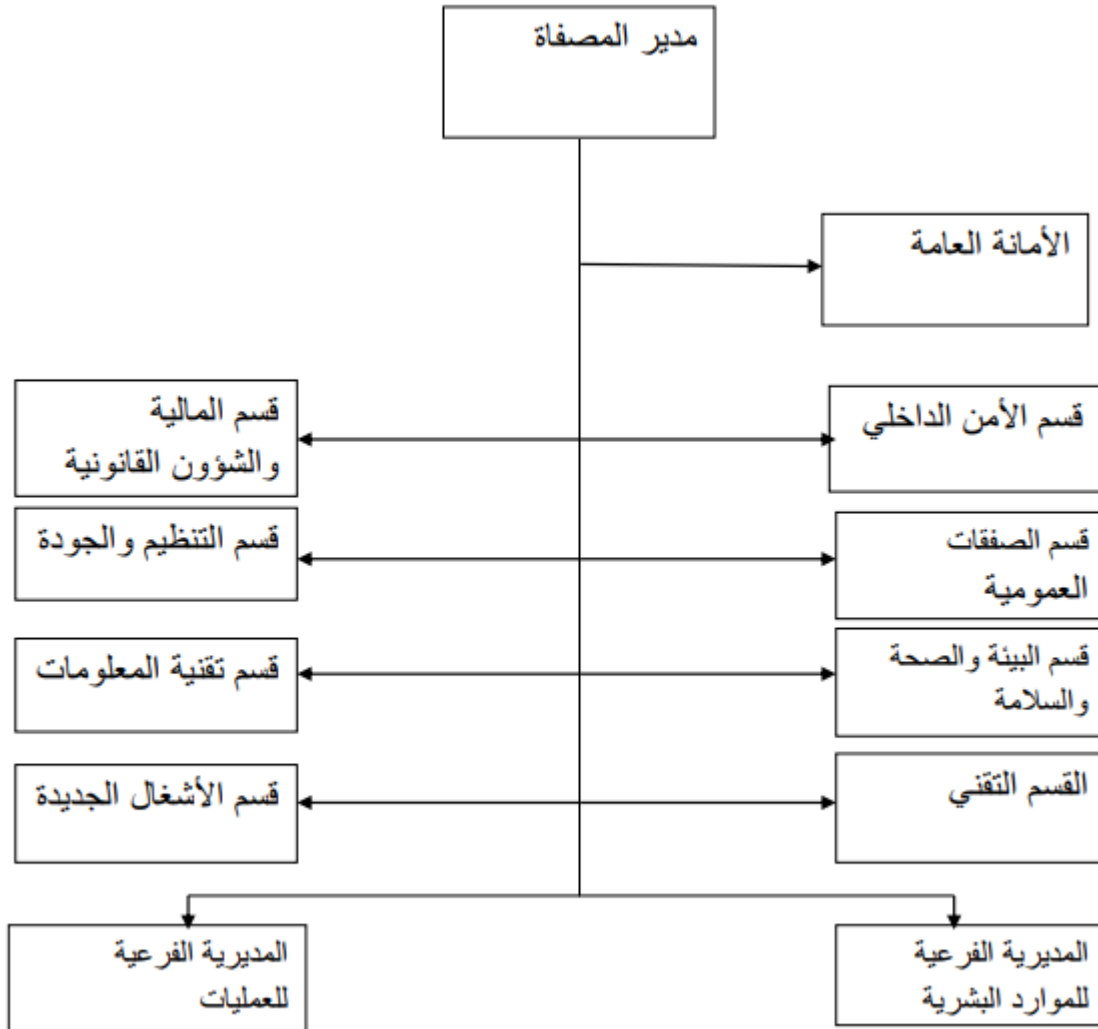 مدير المصفاة
الأمانة العامة
قسم الأمن الداخلي
قسم المالية
والشؤون القانونية
قسم الصفقات
العمومية
قسم التنظيم والجودة
قسم البيئة والصحة
والسلامة
قسم تقنية المعلومات
القسم التقني
قسم الأشغال الجديدة
المديرية الفرعية
للموارد البشرية
المديرية الفرعية
للعمليات